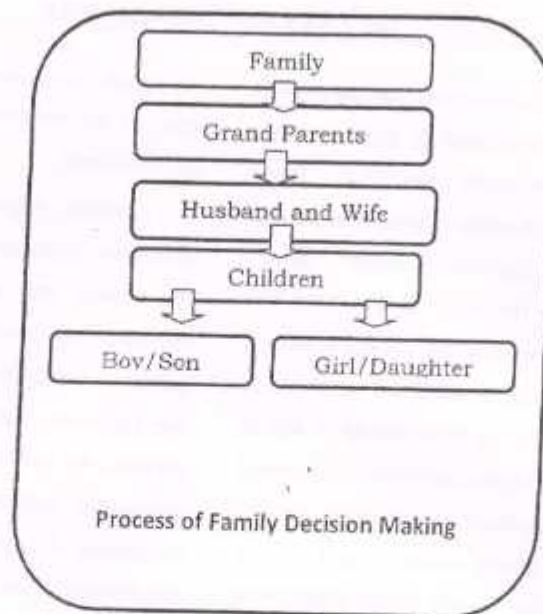 Family
Grand Parents
Husband and Wife
Children
Boy/Son
Girl/Daughter
Process of Family Decision Making